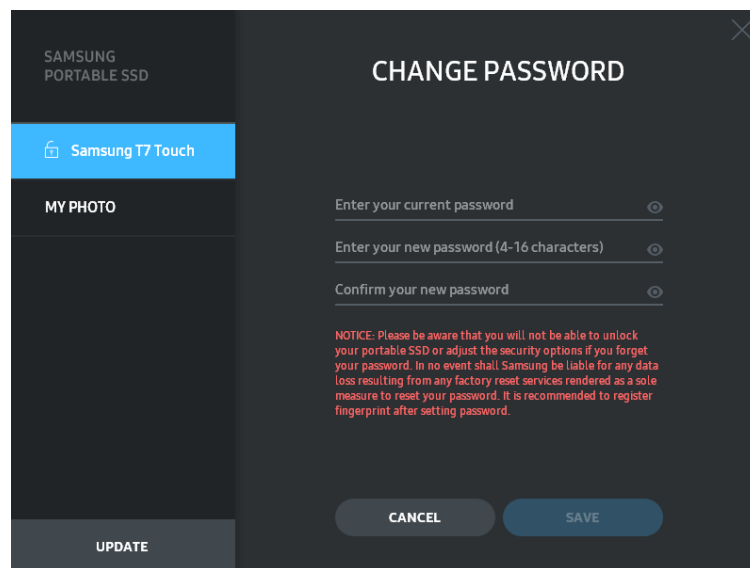 SAMSUNG
PORTABLE SSD
Samsung T7 Touch
MY PHOTO
UPDATE
CHANGE PASSWORD
Enter your current password
Enter your new password (4-16 characters)
Confirm your new password
NOTICE: Please be aware that you will not be able to unlock
your portable SSD or adjust the security options if you forget
your password. In no event shall Samsung be liable for any data
loss resulting from any factory reset services rendered as a sole
measure to reset your password. It is recommended to register
fingerprint after setting password.
CANCEL
SAVE